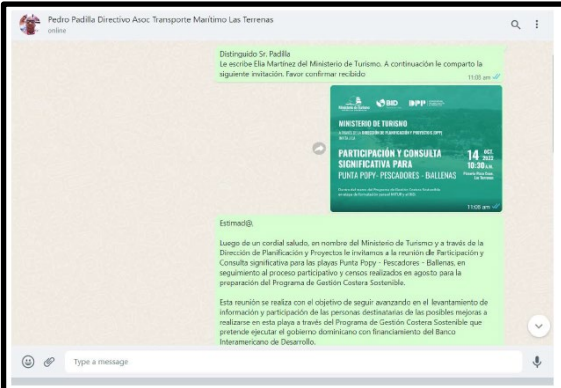 Pedro Padilla Directivo Asoc Transporte Marítimo Las Terrenas
online
Distinguido Sr. Padilla
Le escribe Elia Martínez del Ministerio de Turismo. A continuación le comparto la
siguiente invitación. Favor confirmar recibido
11:05 am
BID DPP
MINISTERIO DE TURISMO
PARTICIPACIÓN Y CONSULTA
SIGNIFICATIVA PARA
PUNTA POPY- PESCADORES - BALLENAS
14 OCT. 2022
10:30 A.M.
11:05 am
Estimad@,
Luego de un cordial saludo, en nombre del Ministerio de Turismo y a través de la
Dirección de Planificación y Proyectos le invitamos a la reunión de Participación y
Consulta significativa para las playas Punta Popy - Pescadores - Ballenas, en
seguimiento al proceso participativo y censos realizados en agosto para la
preparación del Programa de Gestión Costera Sostenible.
Esta reunión se realiza con el objetivo de seguir avanzando en el levantamiento de
información y participación de las personas destinatarias de las posibles mejoras a
realizarse en esta playa a través del Programa de Gestión Costera Sostenible que
pretende ejecutar el gobierno dominicano con financiamiento del Banco
Interamericano de Desarrollo.
Type a message